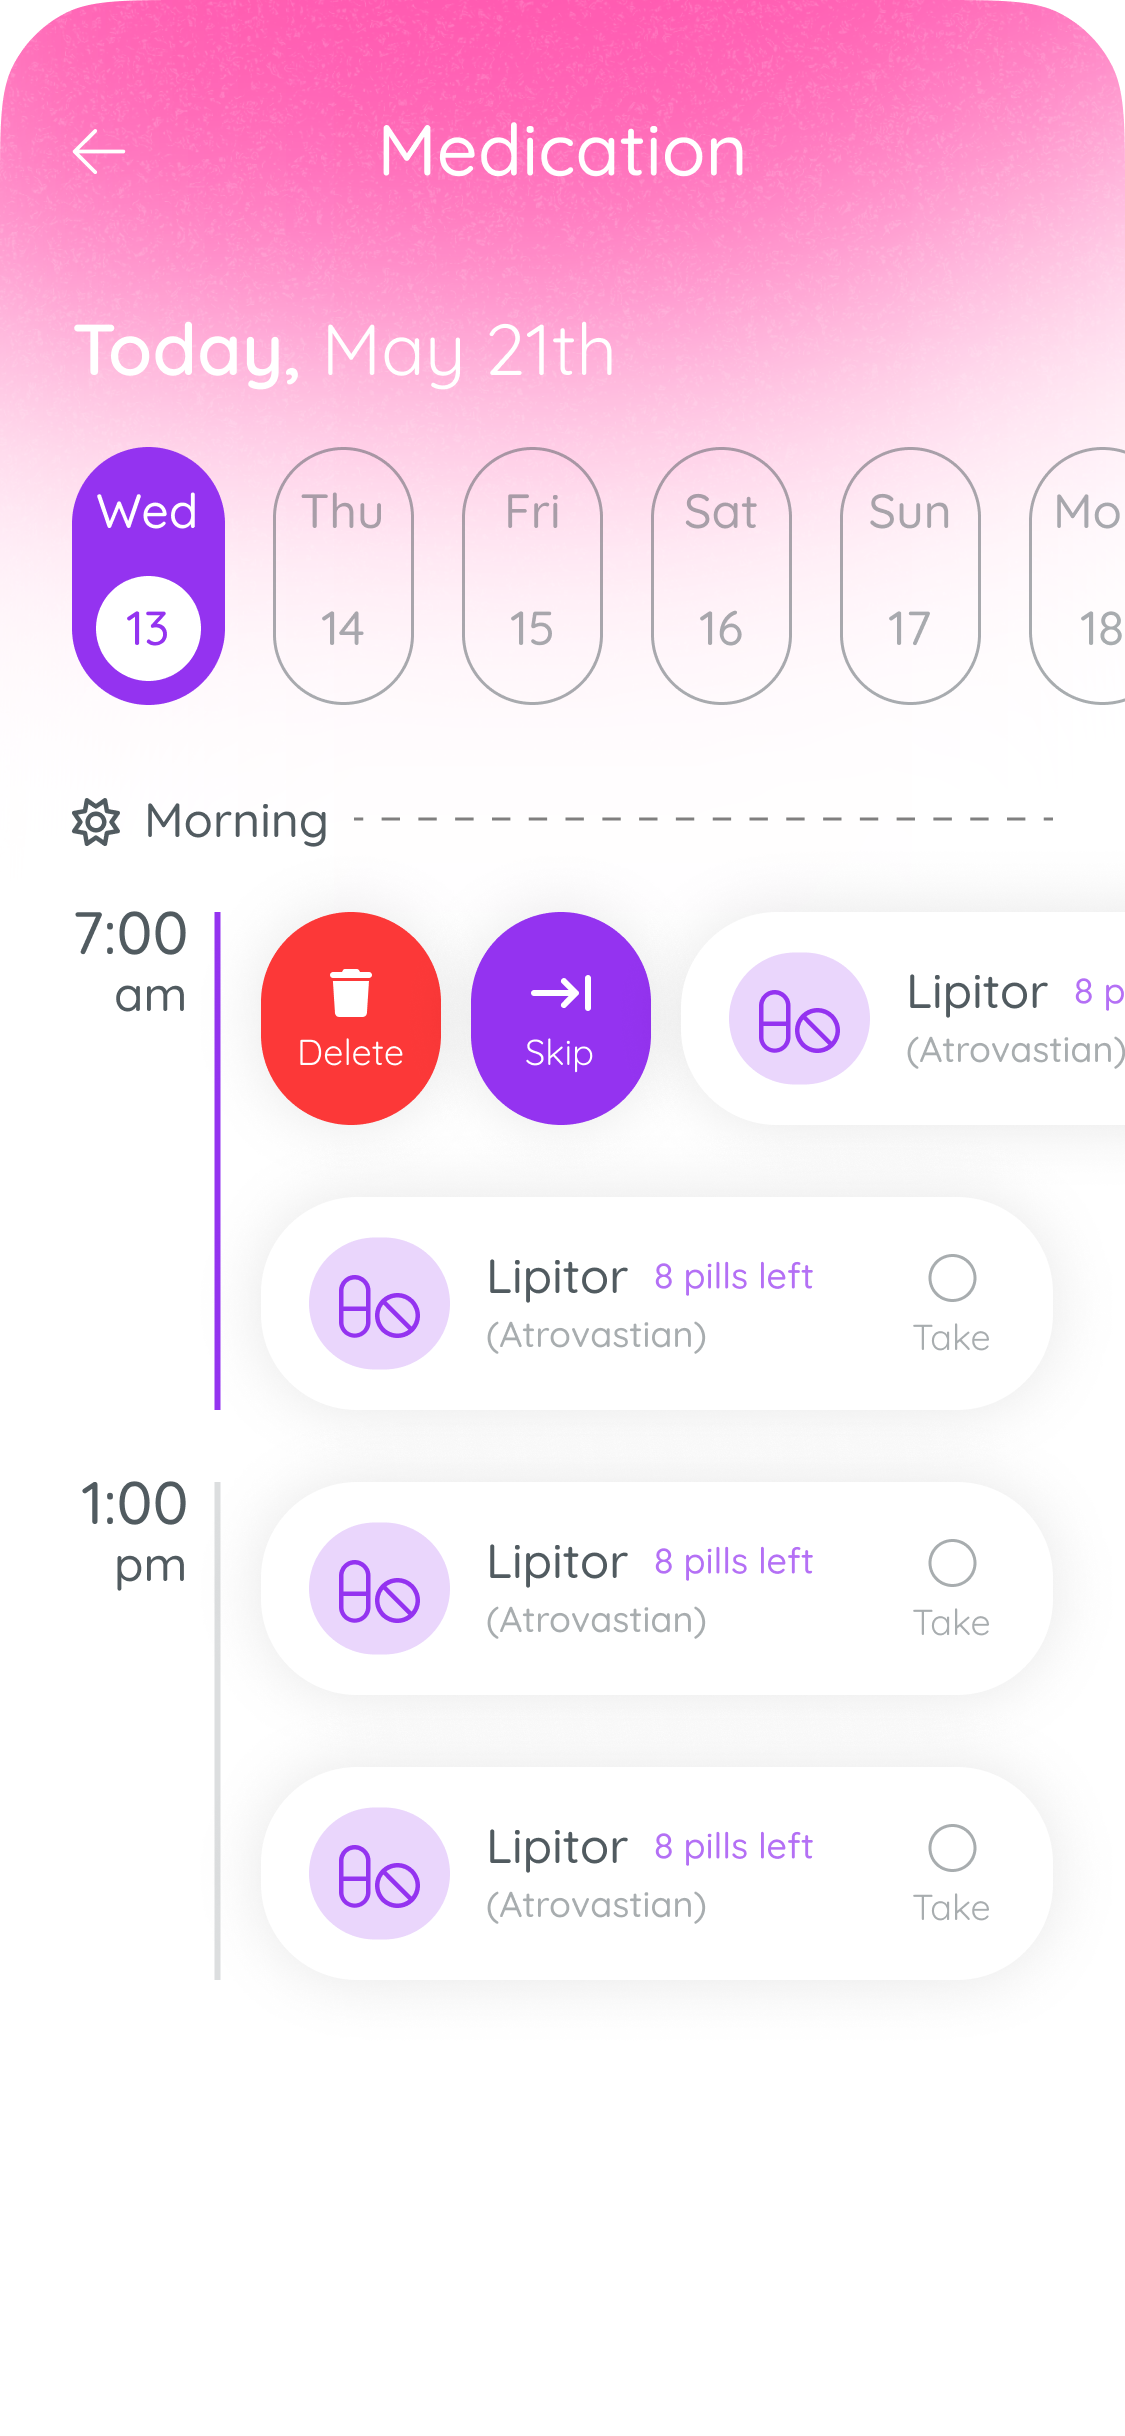 Medication
Today, May 21th
Wed Thu Fri Sat Sun Mo
13 14 15 16 17 18
Morning
7:00
am
Delete
Skip
Lipitor 8 p
(Atrovastian)
Lipitor 8 pills left
(Atrovastian)
Take
1:00
pm
Lipitor 8 pills left
(Atrovastian)
Take
Lipitor 8 pills left
(Atrovastian)
Take